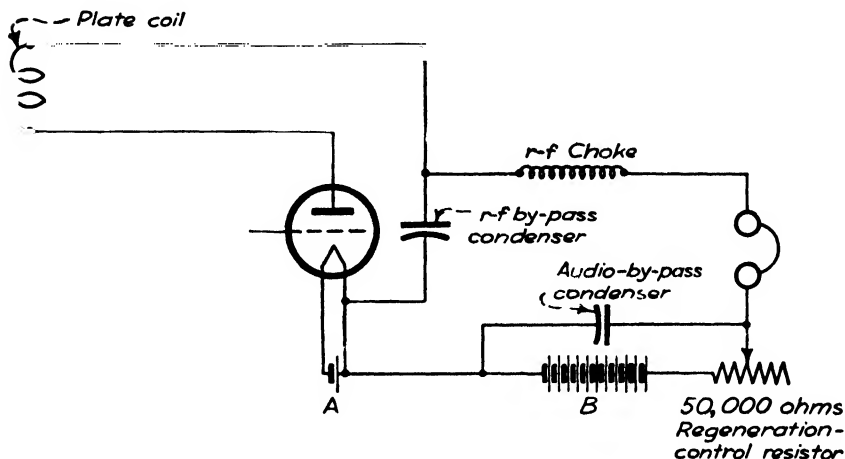 Plate coil
r-f Choke
r-f by-pass
condenser
Audio-by-pass
condenser
A
B
50,000 ohms
Regeneration-
control resistor